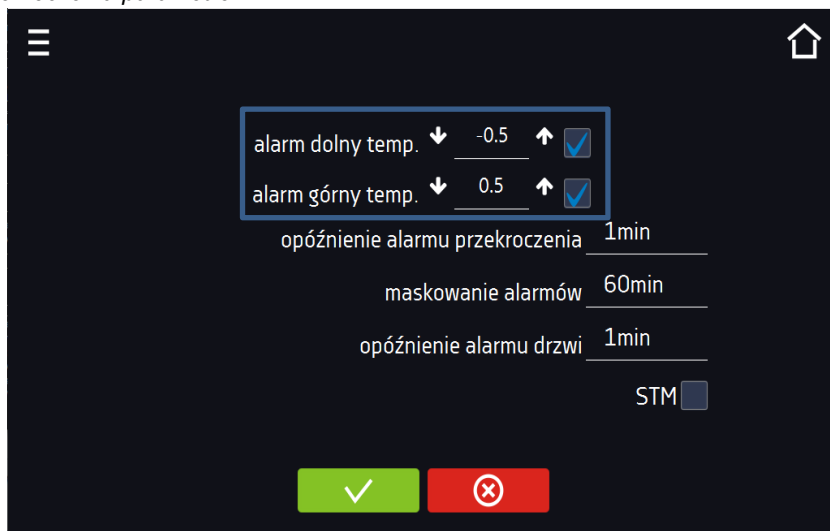 alarm dolny temp. -0.5
alarm górny temp. 0.5
opóźnienie alarmu przekroczenia 1min
maskowanie alarmów 60min
opóźnienie alarmu drzwi 1min
STM